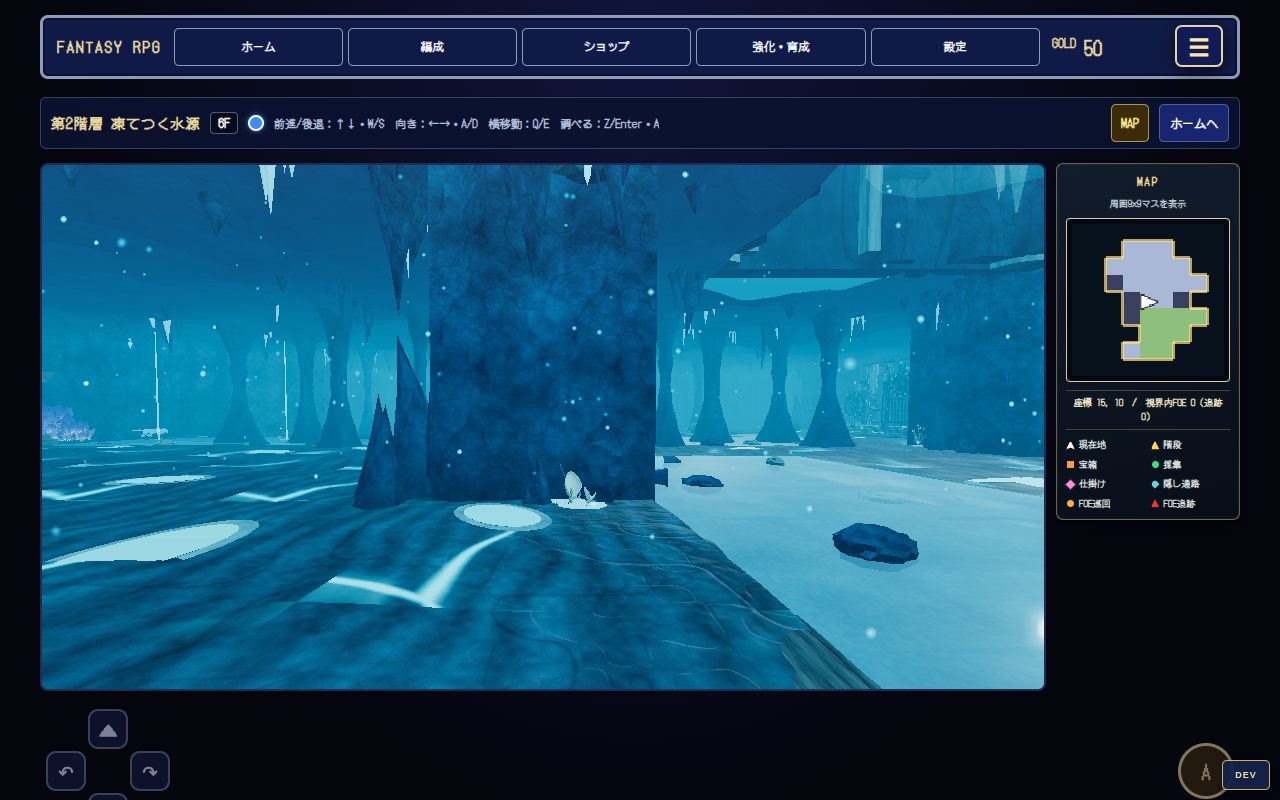 FANTASY RPG
ホーム
編成
ショップ
強化・育成
設定
GOLD 50
第2階層 凍てつく水源
6F
前進/後退：↑↓・W/S 向き：←→・A/D 横移動：Q/E 調べる：Z/Enter・A
MAP
ホームへ
MAP
周囲9x9マスを表示
座標 15, 10 / 視界内FOE 0（追跡
0）
現在地
階段
宝箱
採集
仕掛け
隠し通路
FOE巡回
FOE追跡
A
DEV